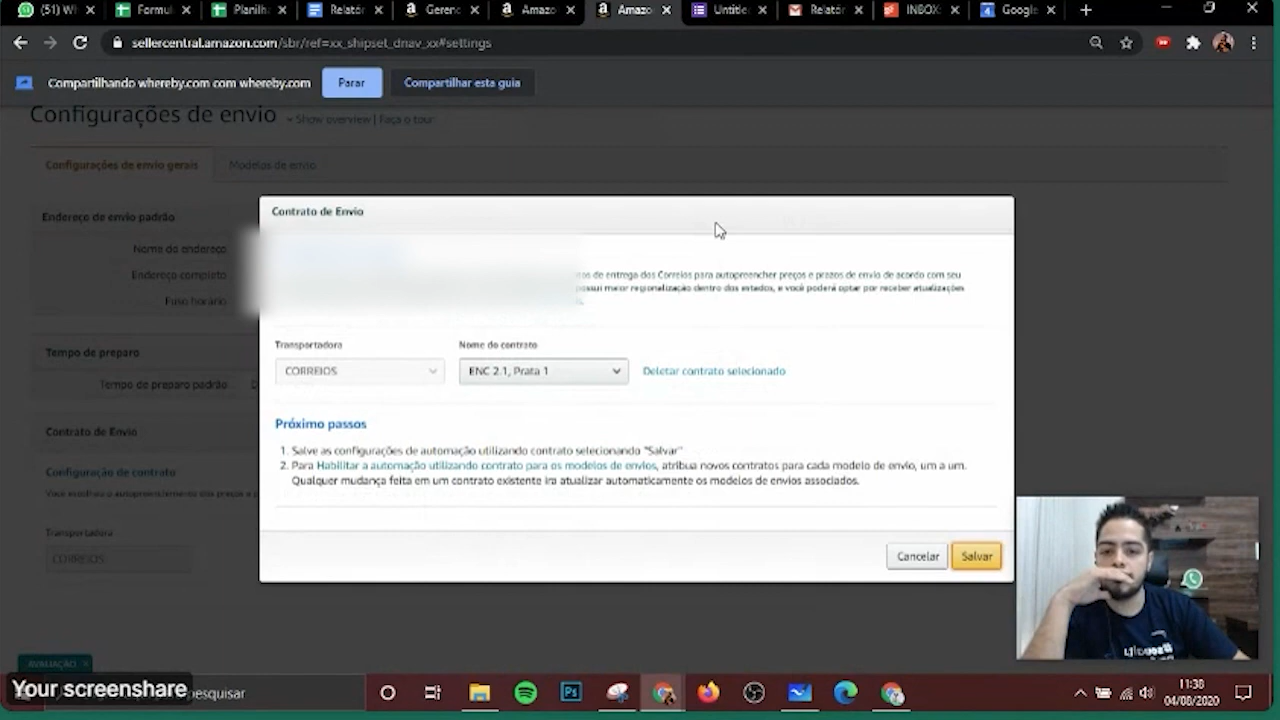 (51) W
Formul
Planilh
Relatór
Geren
Amazo
Amazo
Untitle
Relatór
INBOX
Google
sellercentral.amazon.com/sbr/ref=xx_shipset_dnav_xx#settings
Compartilhando whereby.com com whereby.com
Parar
Compartilhar esta guia
Configurações de envio
Show overview | Faça o tour
Configurações de envio gerais
Modelos de envio
Endereço de envio padrão
Nome do endereço
Endereço completo
Fuso horário
Tempo de preparo
Tempo de preparo padrão
Contrato de Envio
Configuração de contrato
Transportadora
CORREIOS
Contrato de Envio
de entrega dos Correios para autopreencher preços e prazos de envio de acordo com seu
possui maior regionalização dentro dos estados, e você poderá optar por receber atualizações
Transportadora
Nome do contrato
CORREIOS
ENC 2.1, Prata 1
Deletar contrato selecionado
Próximo passos
1. Salve as configurações de automação utilizando contrato selecionando "Salvar"
2. Para Habilitar a automação utilizando contrato para os modelos de envios, atribua novos contratos para cada modelo de envio, um a um.
Qualquer mudança feita em um contrato existente ira atualizar automaticamente os modelos de envios associados.
Cancelar
Salvar
AVALIAÇÃO
Your screenshare
pesquisar
11:38
04/08/2020